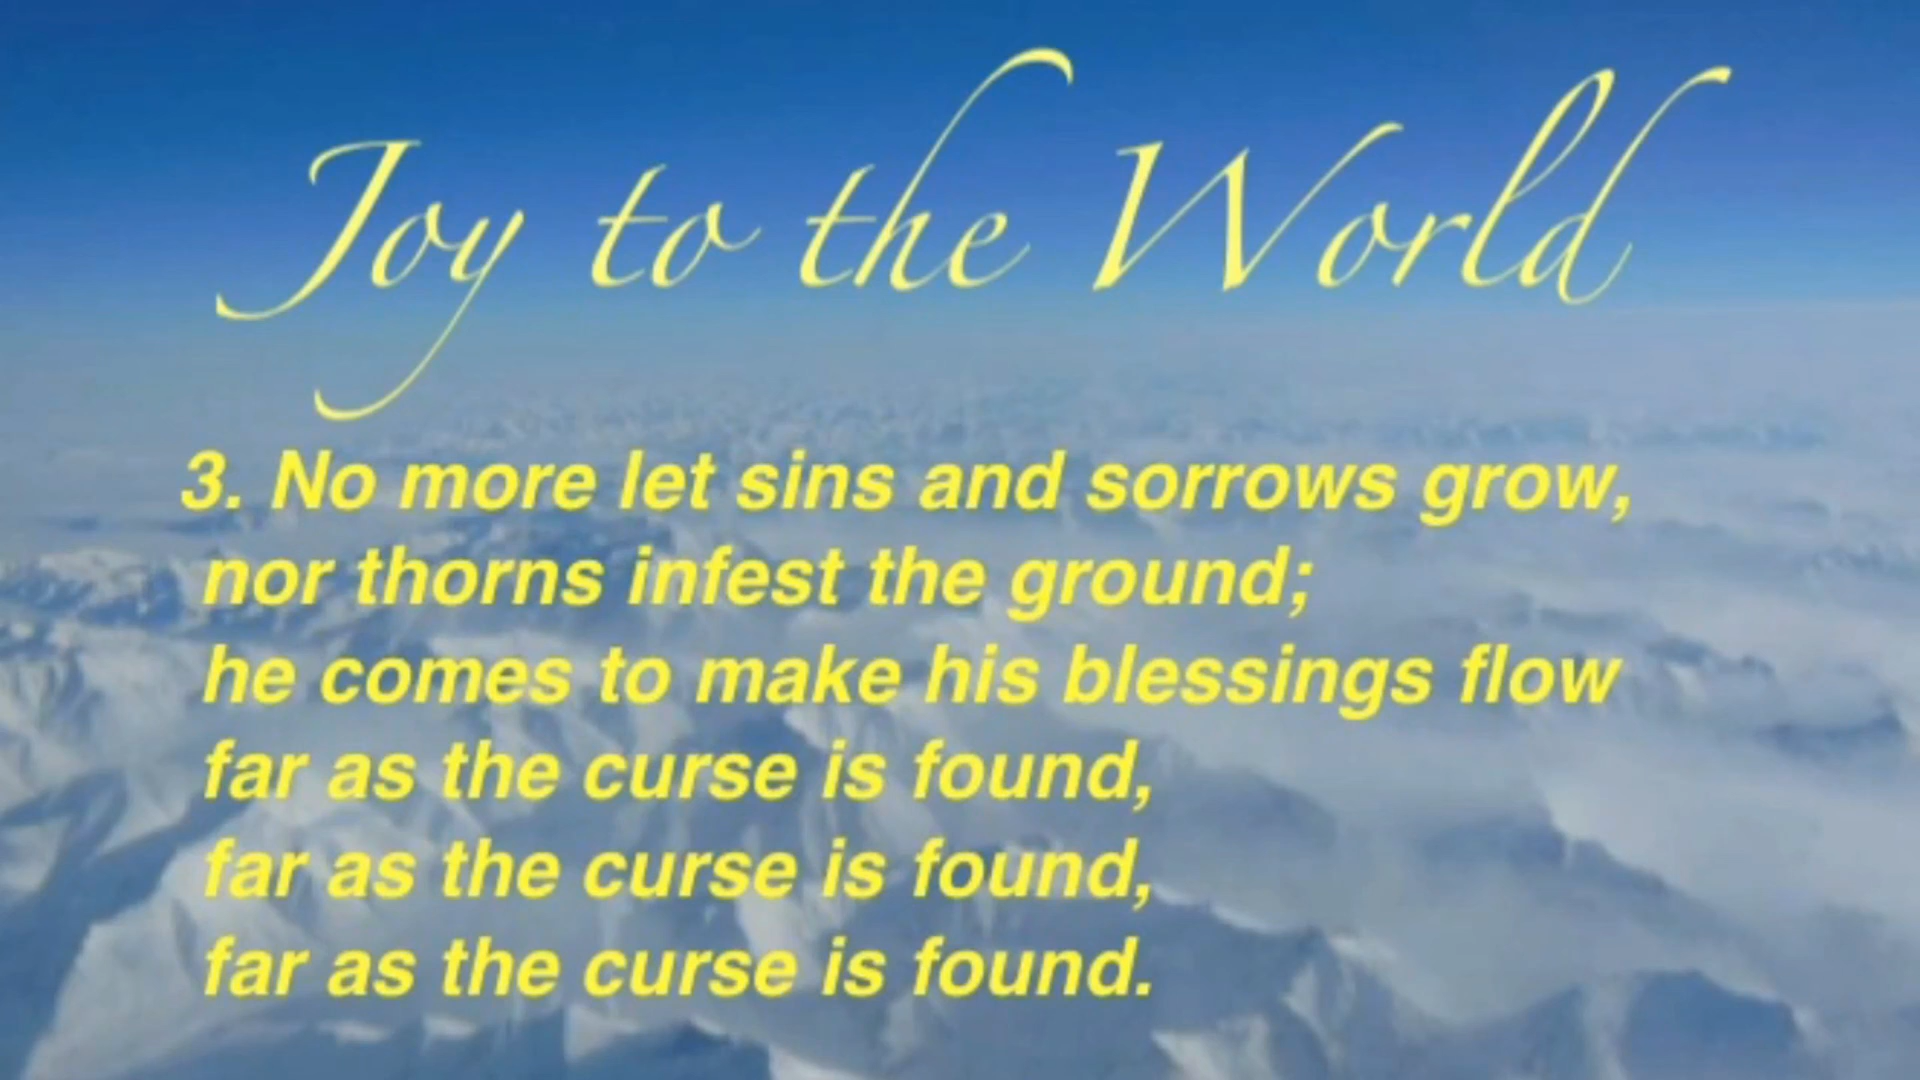 Joy to the World
3. No more let sins and sorrows grow,
nor thorns infest the ground;
he comes to make his blessings flow
far as the curse is found,
far as the curse is found,
far as the curse is found.